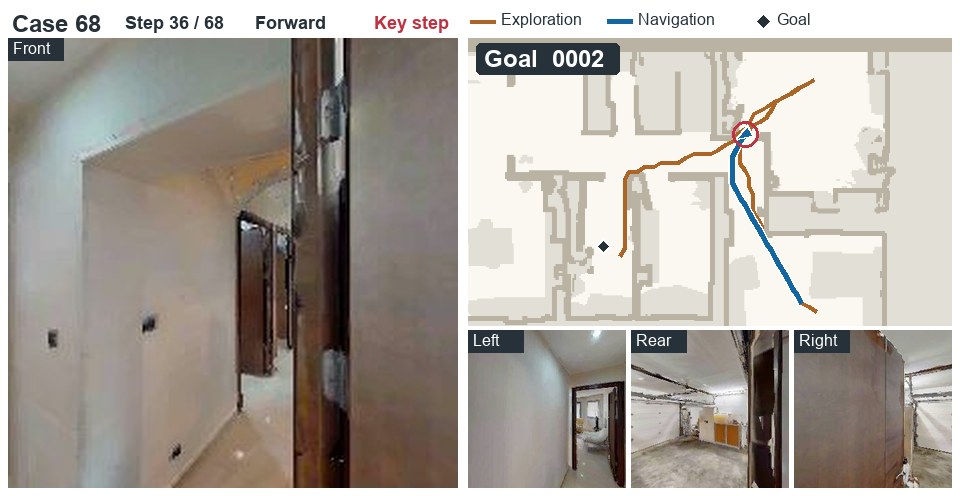 Case 68 Step 36 / 68 Forward Key step
Exploration Navigation Goal
Front
Goal 0002
Left
Rear
Right